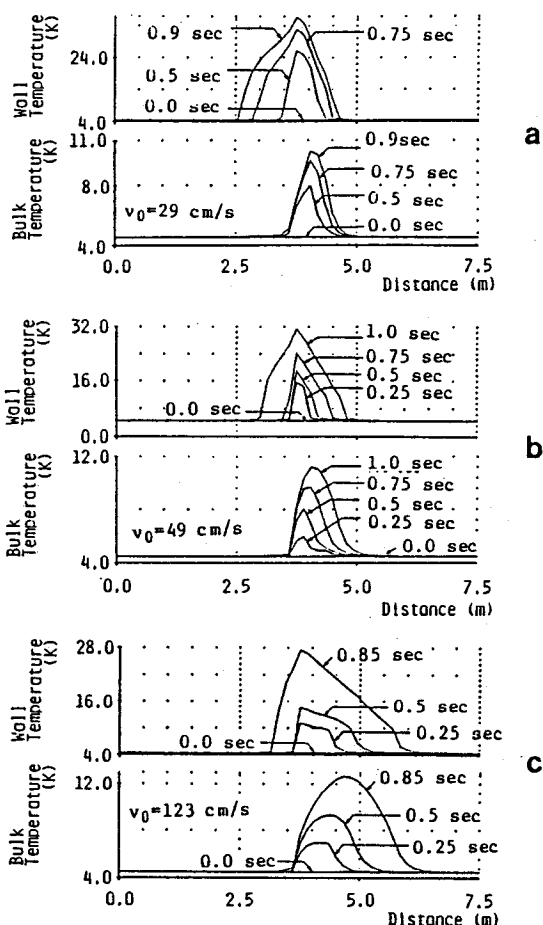 Wall Temperature (K)
24.0
4.0
0.9 sec
0.75 sec
0.5 sec
0.0 sec
a
Bulk Temperature (K)
11.0
8.0
4.0
0.9sec
0.75 sec
0.5 sec
0.0 sec
v₀=29 cm/s
0.0 2.5 5.0 7.5
Distance (m)
Wall Temperature (K)
32.0
16.0
0.0
1.0 sec
0.75 sec
0.5 sec
0.25 sec
0.0 sec
b
Bulk Temperature (K)
12.0
4.0
1.0 sec
0.75 sec
0.5 sec
0.25 sec
0.0 sec
v₀=49 cm/s
0.0 2.5 5.0 7.5
Distance (m)
Wall Temperature (K)
28.0
16.0
4.0
0.85 sec
0.5 sec
0.25 sec
0.0 sec
c
Bulk Temperature (K)
12.0
4.0
v₀=123 cm/s
0.85 sec
0.5 sec
0.25 sec
0.0 sec
0.0 2.5 5.0 7.5
Distance (m)